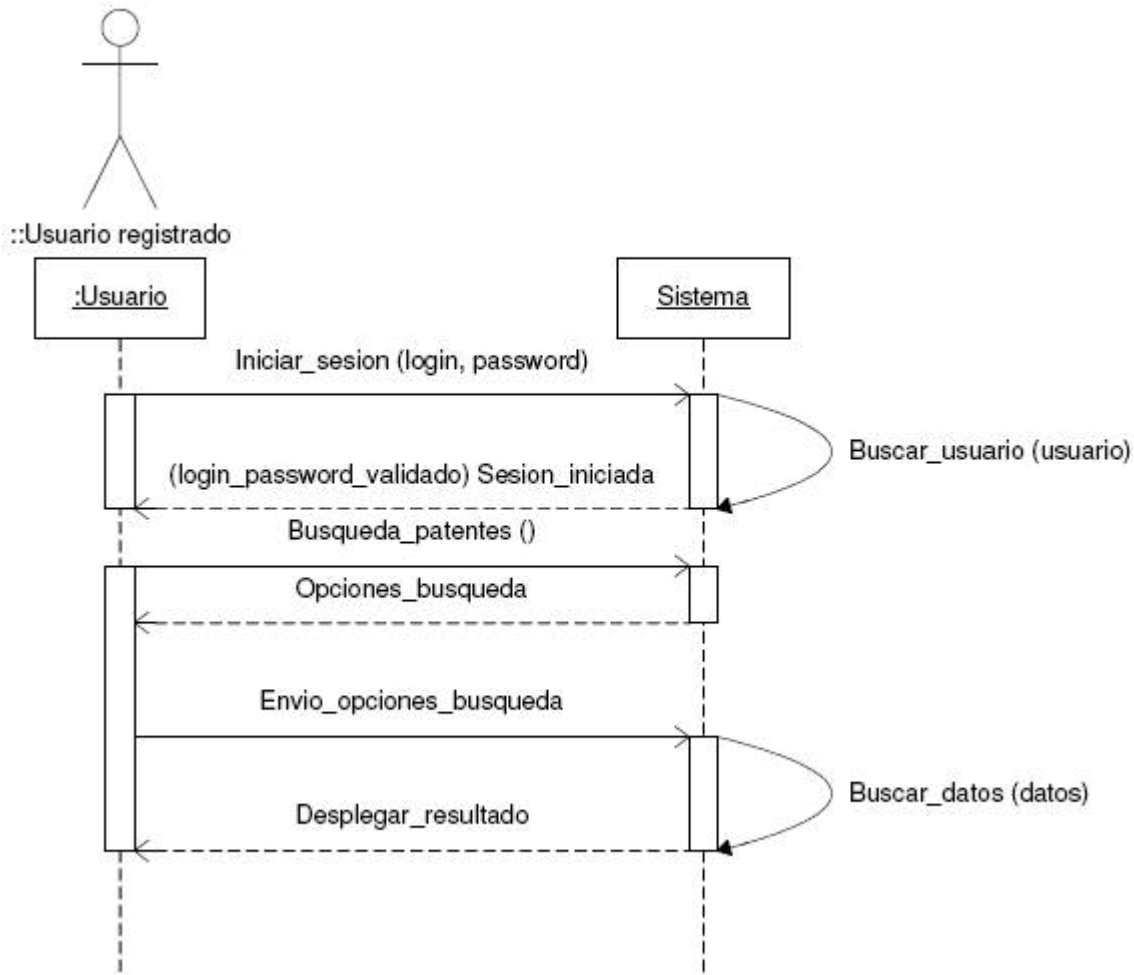 ::Usuario registrado
:Usuario
Sistema
Iniciar_sesion (login, password)
Buscar_usuario (usuario)
(login_password_validado) Sesion_iniciada
Busqueda_patentes ()
Opciones_busqueda
Envio_opciones_busqueda
Buscar_datos (datos)
Desplegar_resultado